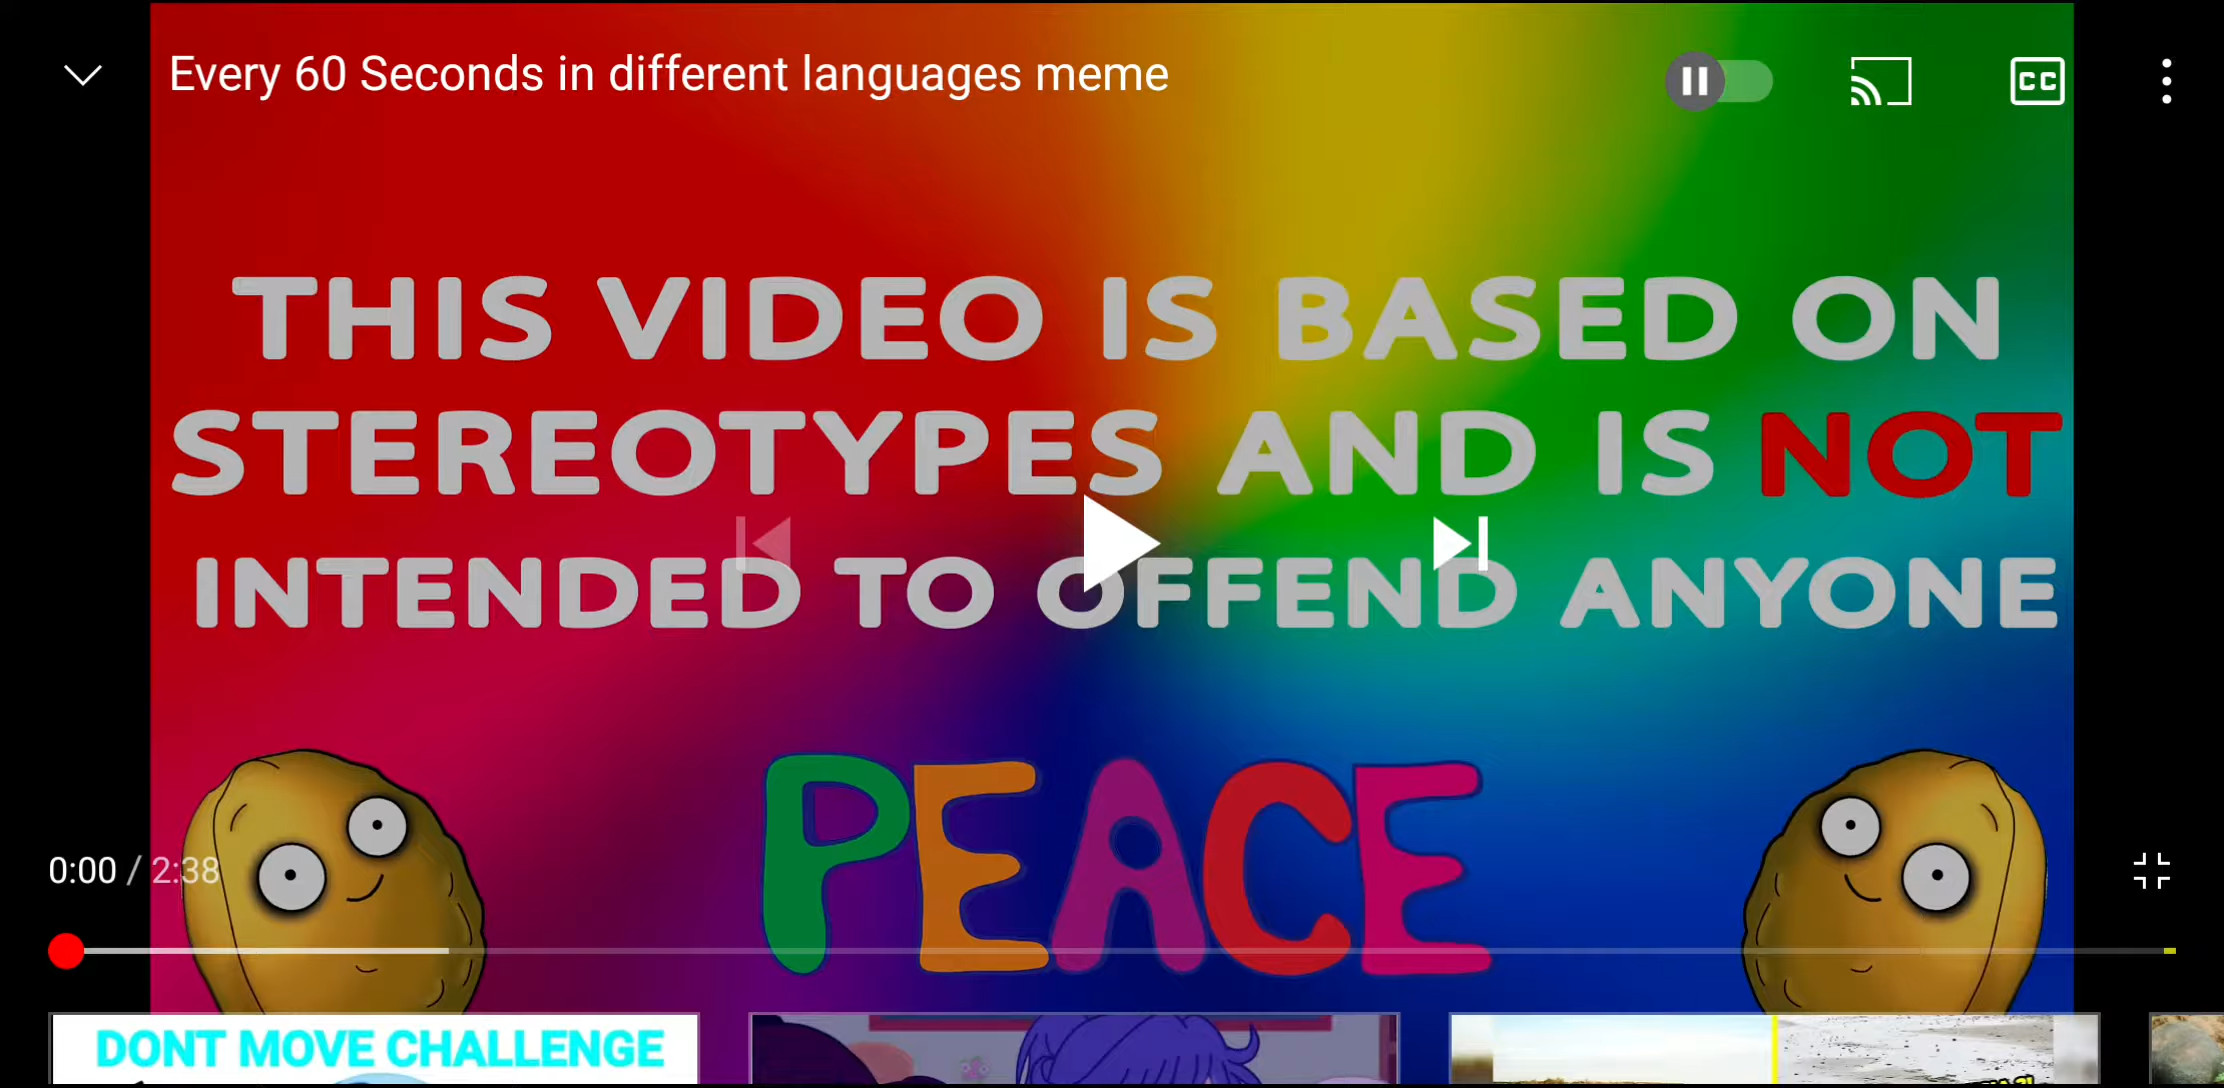 Every 60 Seconds in different languages meme
CC
THIS VIDEO IS BASED ON
STEREOTYPES AND IS NOT
INTENDED TO OFFEND ANYONE
PEACE
0:00 / 2:38
DONT MOVE CHALLENGE